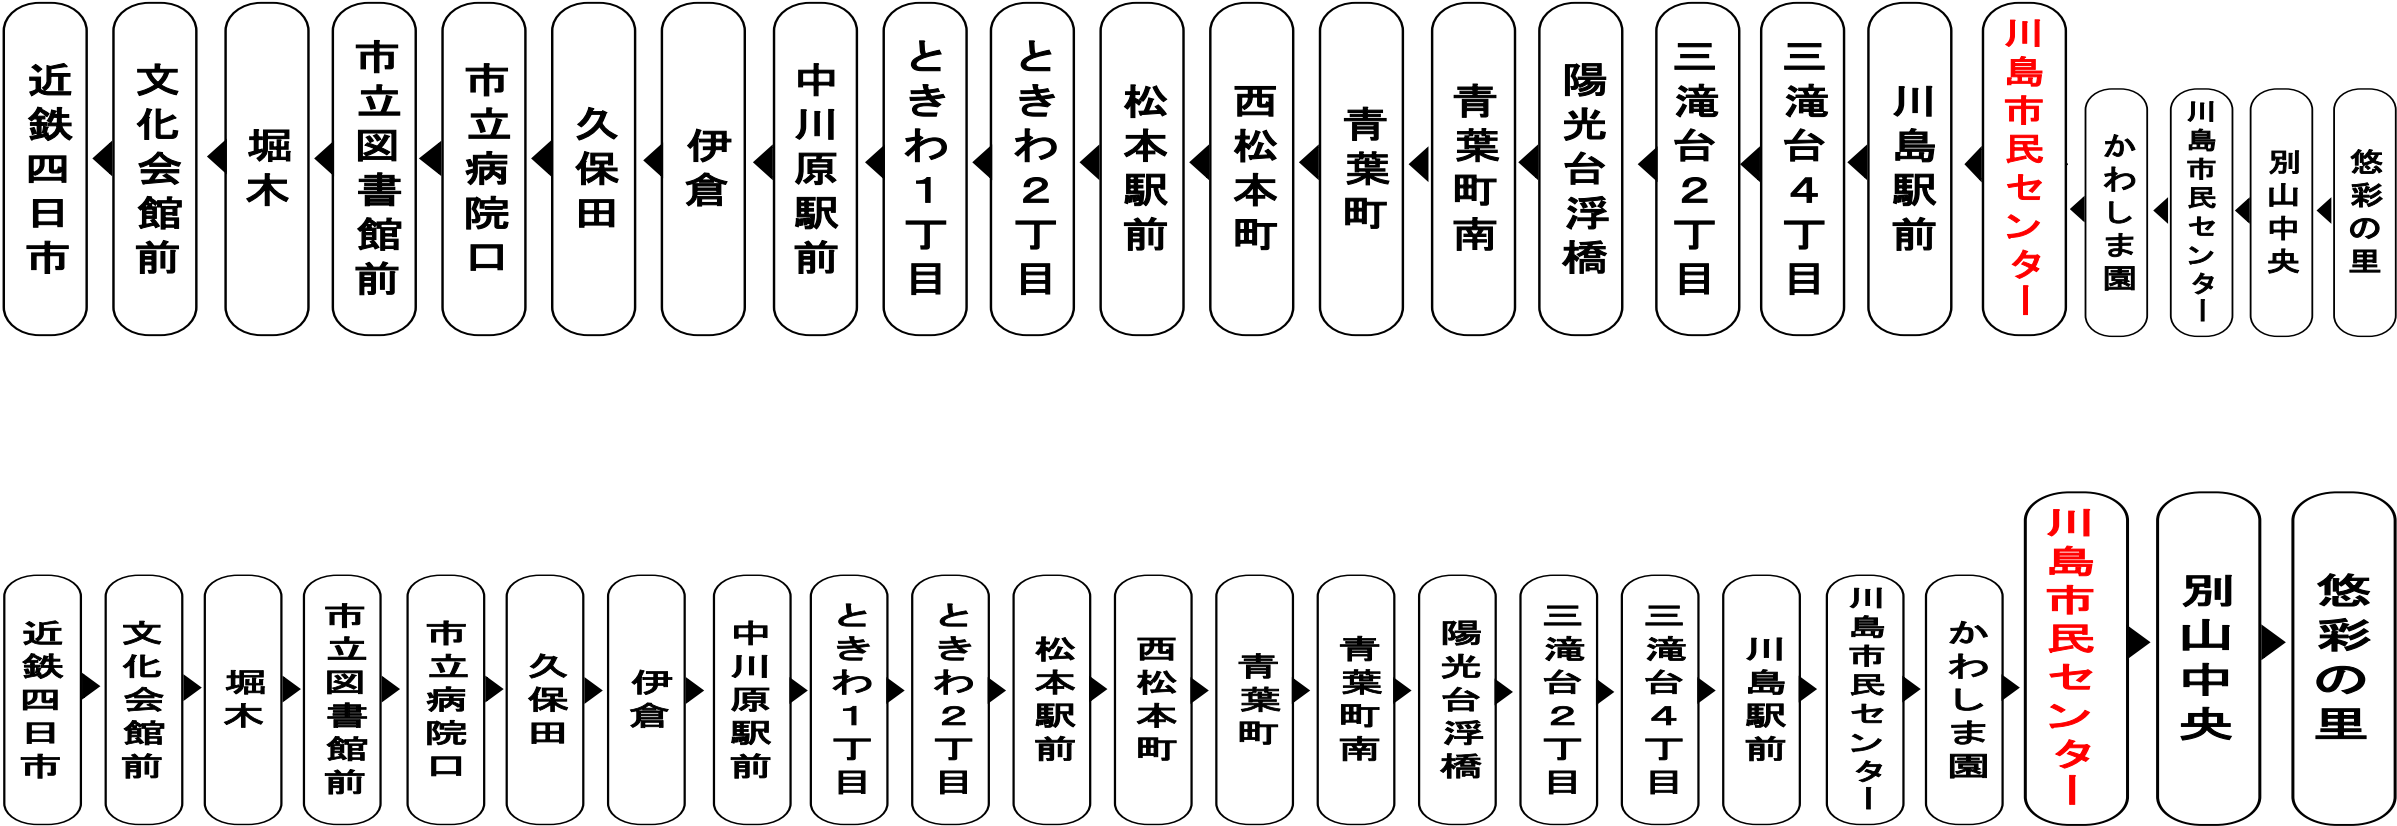 近鉄四日市
文化会館前
堀木
市立図書館前
市立病院口
久保田
伊倉
中川原駅前
ときわ1丁目
ときわ2丁目
松本駅前
西松本町
青葉町
青葉町南
陽光台浮橋
三滝台2丁目
三滝台4丁目
川島駅前
川島市民センター
かわしま園
川島市民センター
別山中央
悠彩の里
近鉄四日市
文化会館前
堀木
市立図書館前
市立病院口
久保田
伊倉
中川原駅前
ときわ1丁目
ときわ2丁目
松本駅前
西松本町
青葉町
青葉町南
陽光台浮橋
三滝台2丁目
三滝台4丁目
川島駅前
川島市民センター
かわしま園
川島市民センター
別山中央
悠彩の里